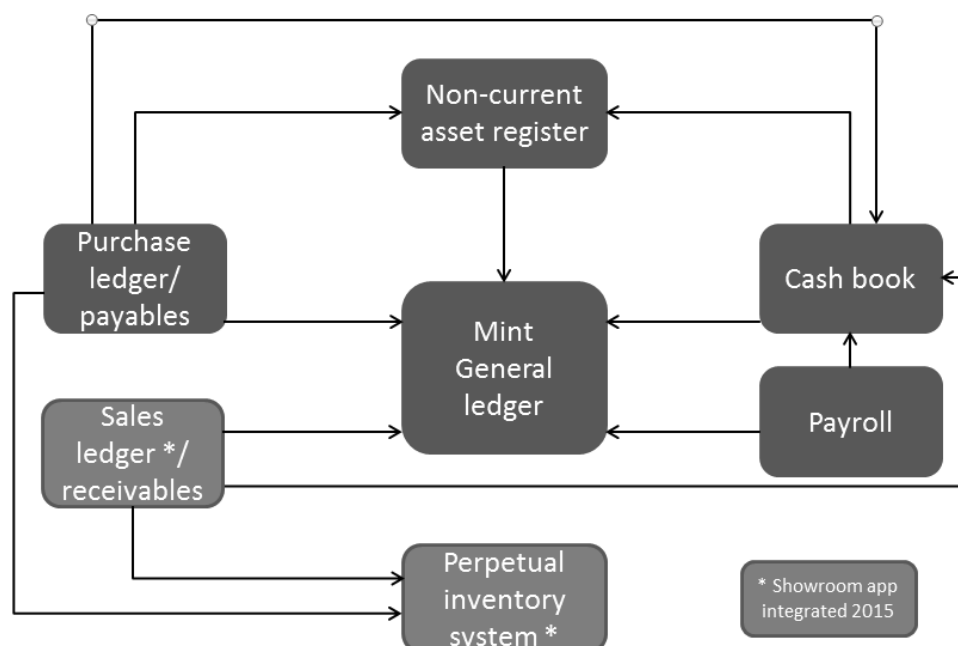 Non-current
asset register
Purchase
ledger/
payables
Cash book
Mint
General
ledger
Sales
ledger */
receivables
Payroll
Perpetual
inventory
system *
* Showroom app
integrated 2015